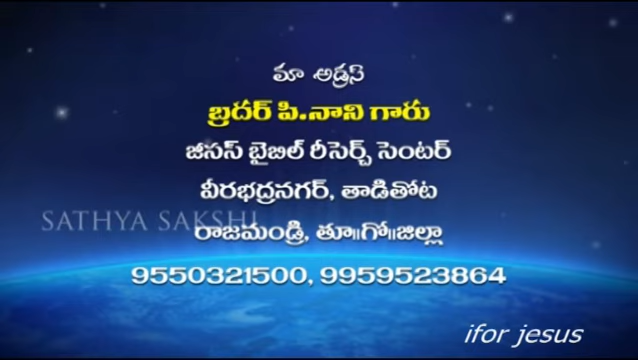 మా అడ్రస్
బ్రదర్ పి.నాని గారు
జీసస్ బైబిల్ రీసెర్చ్ సెంటర్
వీరభద్రనగర్, తాడితోట
SATHYA SAKSHI
రాజమండ్రి, తూ॥గో॥జిల్లా
9550321500, 9959523864
ifor jesus